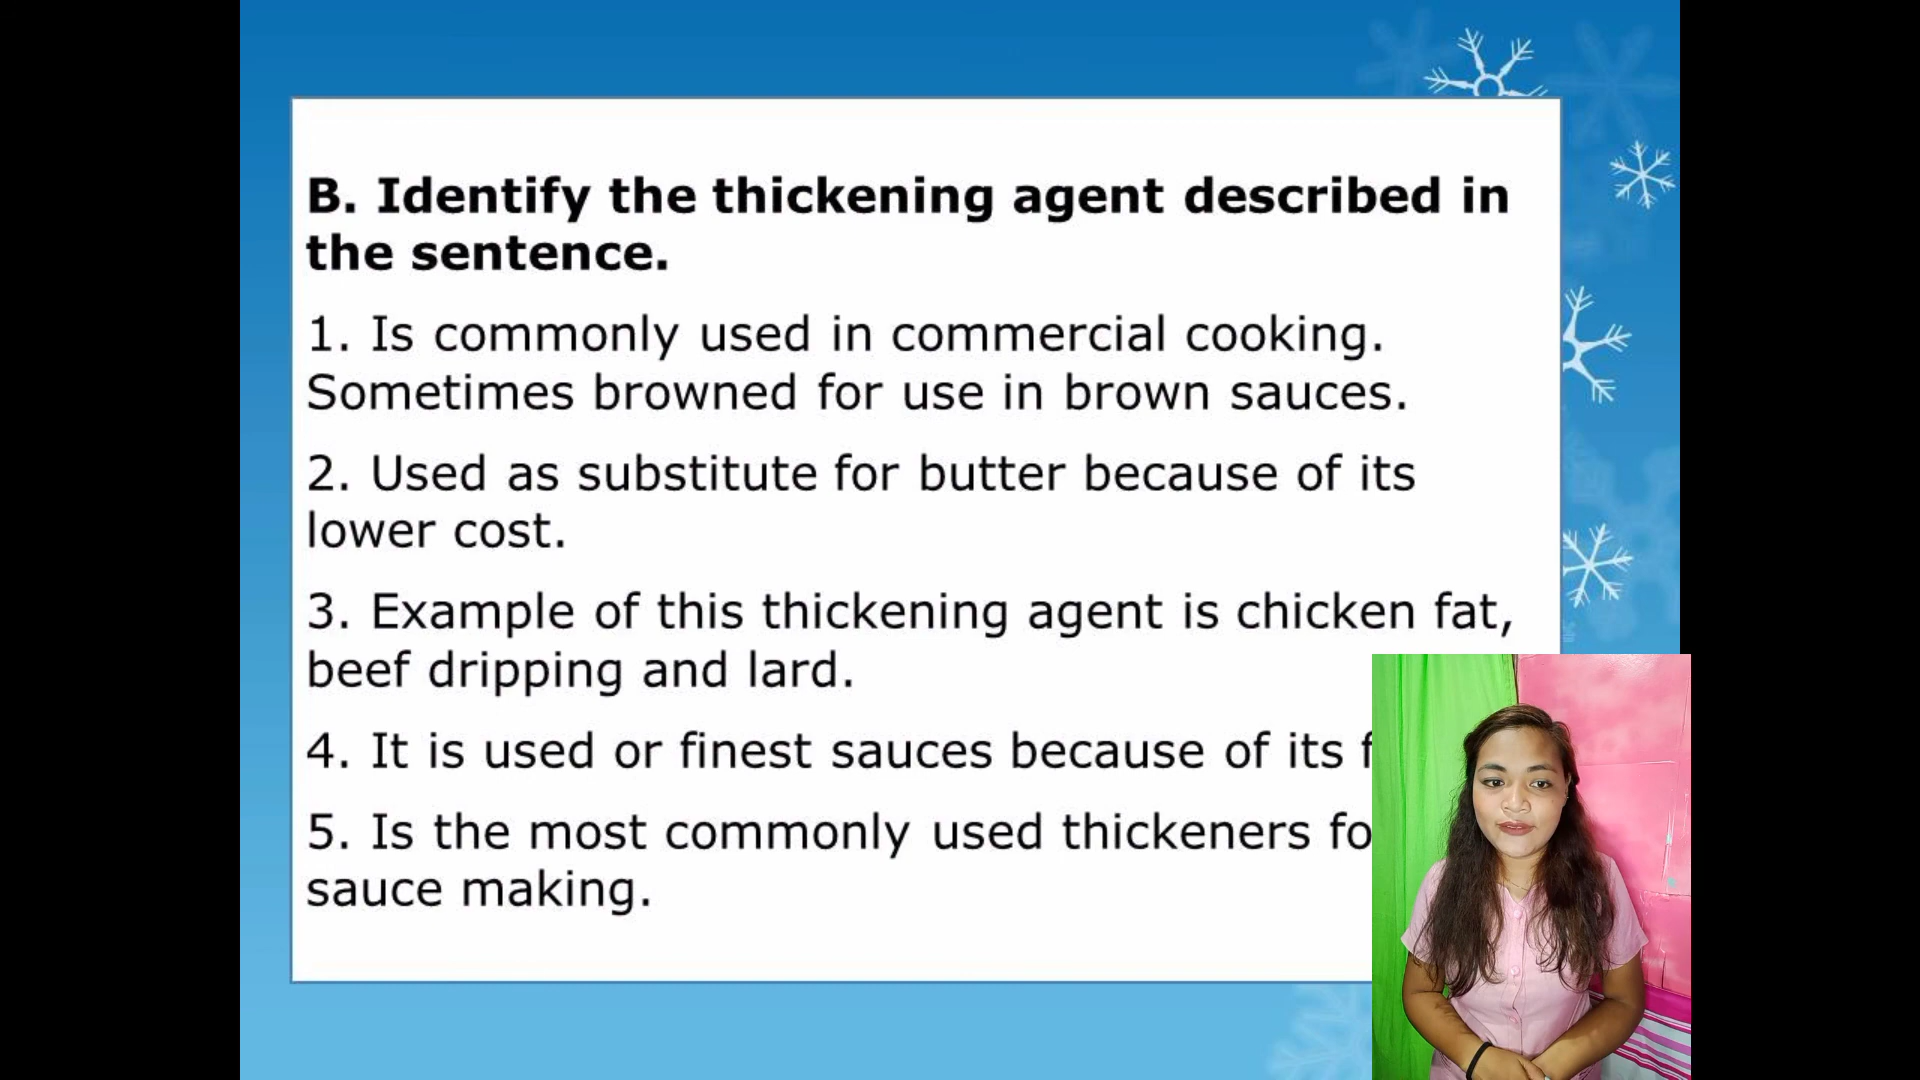 B. Identify the thickening agent described in
the sentence.
1. Is commonly used in commercial cooking.
Sometimes browned for use in brown sauces.
2. Used as substitute for butter because of its
lower cost.
3. Example of this thickening agent is chicken fat,
beef dripping and lard.
4. It is used or finest sauces because of its
5. Is the most commonly used thickeners
sauce making.